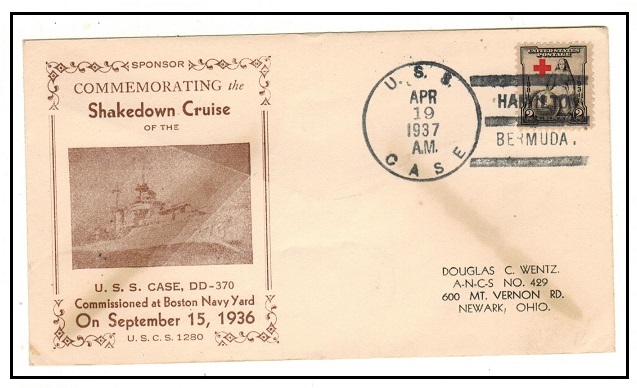 SPONSOR
COMMEMORATING the
Shakedown Cruise
OF THE
U. S. S. CASE, DD-370
Commissioned at Boston Navy Yard
On September 15, 1936
U.S.C.S. 1280
U. S. S.
APR
19
1937
A.M.
CASE
UNITED STATES
POSTAGE
2
2
HAMILTON
BERMUDA.
DOUGLAS C. WENTZ.
A-N-C-S NO. 429
600 MT. VERNON RD.
NEWARK, OHIO.